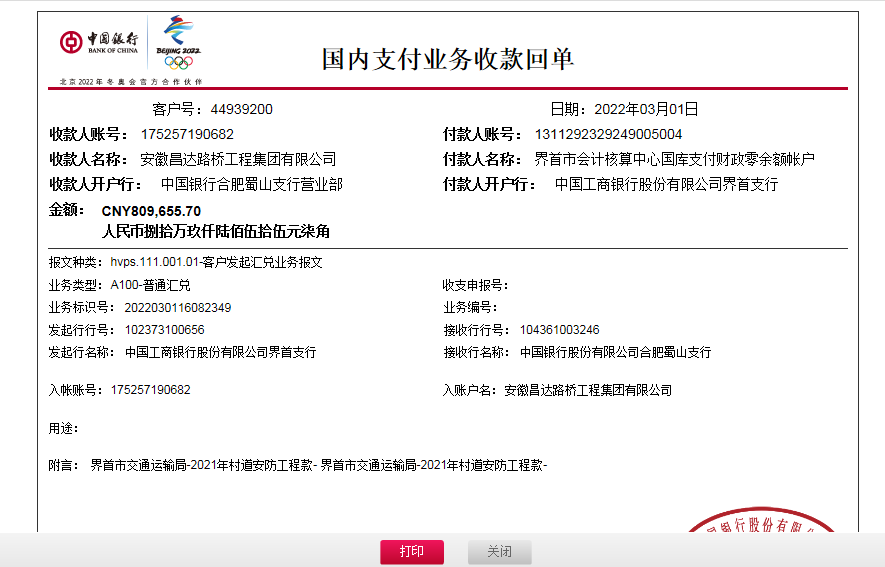 中国银行
BANK OF CHINA
BEIJING 2022
北京2022年冬奥会官方合作伙伴
国内支付业务收款回单
客户号：44939200 日期：2022年03月01日
收款人账号：175257190682 付款人账号：1311292329249005004
收款人名称：安徽昌达路桥工程集团有限公司 付款人名称：界首市会计核算中心国库支付财政零余额帐户
收款人开户行：中国银行合肥蜀山支行营业部 付款人开户行：中国工商银行股份有限公司界首支行
金额：CNY809,655.70
人民币捌拾万玖仟陆佰伍拾伍元柒角
报文种类：hvps.111.001.01-客户发起汇兑业务报文
业务类型：A100-普通汇兑 收支申报号：
业务标识号：2022030116082349 业务编号：
发起行行号：102373100656 接收行行号：104361003246
发起行名称：中国工商银行股份有限公司界首支行 接收行名称：中国银行股份有限公司合肥蜀山支行
入帐账号：175257190682 入账户名：安徽昌达路桥工程集团有限公司
用途：
附言：界首市交通运输局-2021年村道安防工程款-界首市交通运输局-2021年村道安防工程款-
银行股份有限
打印 关闭